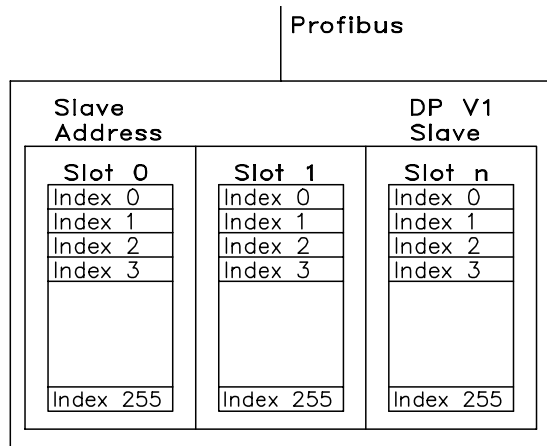 Profibus
Slave
Address
DP V1
Slave
Slot 0
Index 0
Index 1
Index 2
Index 3
Index 255
Slot 1
Index 0
Index 1
Index 2
Index 3
Index 255
Slot n
Index 0
Index 1
Index 2
Index 3
Index 255